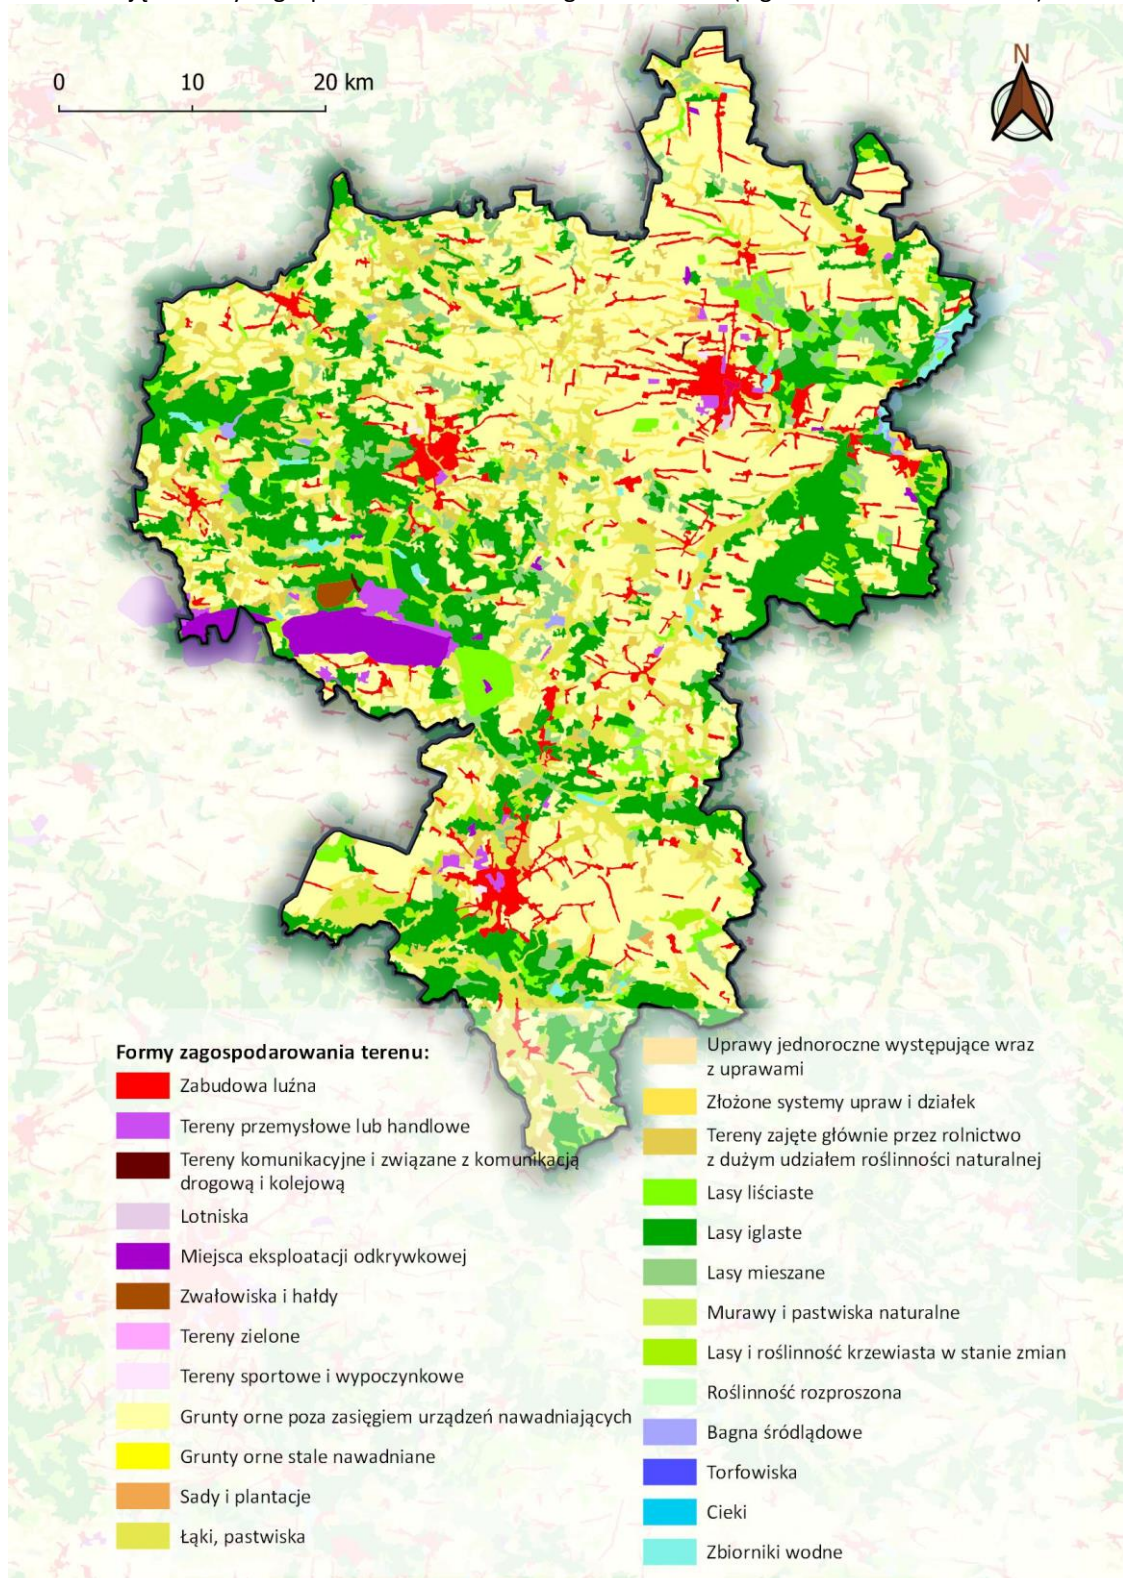 0 10 20 km
N
Formy zagospodarowania terenu:
Zabudowa luźna
Tereny przemysłowe lub handlowe
Tereny komunikacyjne i związane z komunikacją
drogową i kolejową
Lotniska
Miejsca eksploatacji odkrywkowej
Zwałowiska i hałdy
Tereny zielone
Tereny sportowe i wypoczynkowe
Grunty orne poza zasięgiem urządzeń nawadniających
Grunty orne stale nawadniane
Sady i plantacje
Łąki, pastwiska
Uprawy jednoroczne występujące wraz
z uprawami
Złożone systemy upraw i działek
Tereny zajęte głównie przez rolnictwo
z dużym udziałem roślinności naturalnej
Lasy liściaste
Lasy iglaste
Lasy mieszane
Murawy i pastwiska naturalne
Lasy i roślinność krzewiasta w stanie zmian
Roślinność rozproszona
Bagna śródlądowe
Torfowiska
Cieki
Zbiorniki wodne